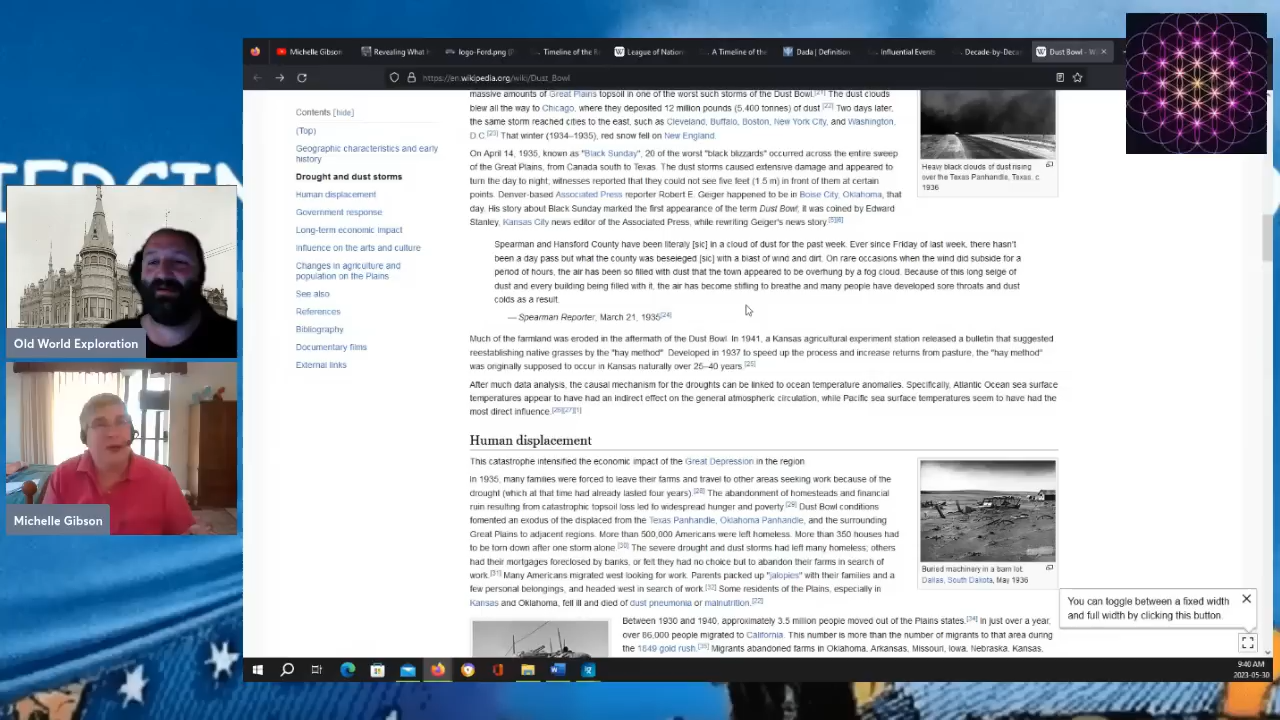 Michelle Gibson
Revealing What
logo-Ford.png
Timeline of the
League of Nation
A Timeline of the
Dada | Definition
Influential Events
Decade-by-Deca
Dust Bowl - W
https://en.wikipedia.org/wiki/Dust_Bowl
Contents [hide]
(Top)
Geographic characteristics and early
history
Drought and dust storms
Human displacement
Government response
Long-term economic impact
Influence on the arts and culture
Changes in agriculture and
population on the Plains
See also
References
Bibliography
Documentary films
External links
massive amounts of Great Plains topsoil in one of the worst such storms of the Dust Bowl.[21] The dust clouds
blew all the way to Chicago, where they deposited 12 million pounds (5,400 tonnes) of dust.[22] Two days later,
the same storm reached cities to the east, such as Cleveland, Buffalo, Boston, New York City, and Washington,
D.C.[23] That winter (1934–1935), red snow fell on New England.
On April 14, 1935, known as "Black Sunday", 20 of the worst "black blizzards" occurred across the entire sweep
of the Great Plains, from Canada south to Texas. The dust storms caused extensive damage and appeared to
turn the day to night; witnesses reported that they could not see five feet (1.5 m) in front of them at certain
points. Denver-based Associated Press reporter Robert E. Geiger happened to be in Boise City, Oklahoma, that
day. His story about Black Sunday marked the first appearance of the term Dust Bowl; it was coined by Edward
Stanley, Kansas City news editor of the Associated Press, while rewriting Geiger's news story.[5][6]
Spearman and Hansford County have been literaly [sic] in a cloud of dust for the past week. Ever since Friday of last week, there hasn't
been a day pass but what the county was beseieged [sic] with a blast of wind and dirt. On rare occasions when the wind did subside for a
period of hours, the air has been so filled with dust that the town appeared to be overhung by a fog cloud. Because of this long seige of
dust and every building being filled with it, the air has become stifling to breathe and many people have developed sore throats and dust
colds as a result.
— Spearman Reporter, March 21, 1935[24]
Much of the farmland was eroded in the aftermath of the Dust Bowl. In 1941, a Kansas agricultural experiment station released a bulletin that suggested
reestablishing native grasses by the "hay method". Developed in 1937 to speed up the process and increase returns from pasture, the "hay method"
was originally supposed to occur in Kansas naturally over 25–40 years.[25]
After much data analysis, the causal mechanism for the droughts can be linked to ocean temperature anomalies. Specifically, Atlantic Ocean sea surface
temperatures appear to have had an indirect effect on the general atmospheric circulation, while Pacific sea surface temperatures seem to have had the
most direct influence.[26][27][1]
Human displacement
This catastrophe intensified the economic impact of the Great Depression in the region.
In 1935, many families were forced to leave their farms and travel to other areas seeking work because of the
drought (which at that time had already lasted four years).[28] The abandonment of homesteads and financial
ruin resulting from catastrophic topsoil loss led to widespread hunger and poverty.[29] Dust Bowl conditions
fomented an exodus of the displaced from the Texas Panhandle, Oklahoma Panhandle, and the surrounding
Great Plains to adjacent regions. More than 500,000 Americans were left homeless. More than 350 houses had
to be torn down after one storm alone.[30] The severe drought and dust storms had left many homeless; others
had their mortgages foreclosed by banks, or felt they had no choice but to abandon their farms in search of
work.[31] Many Americans migrated west looking for work. Parents packed up "jalopies" with their families and a
few personal belongings, and headed west in search of work.[32] Some residents of the Plains, especially in
Kansas and Oklahoma, fell ill and died of dust pneumonia or malnutrition.[22]
Between 1930 and 1940, approximately 3.5 million people moved out of the Plains states.[34] In just over a year,
over 86,000 people migrated to California. This number is more than the number of migrants to that area during
the 1849 gold rush.[35] Migrants abandoned farms in Oklahoma, Arkansas, Missouri, Iowa, Nebraska, Kansas,
Heavy black clouds of dust rising
over the Texas Panhandle, Texas, c.
1936
Buried machinery in a barn lot.
Dallas, South Dakota, May 1936
You can toggle between a fixed width
and full width by clicking this button.
Old World Exploration
Michelle Gibson
9:40 AM
2023-05-30